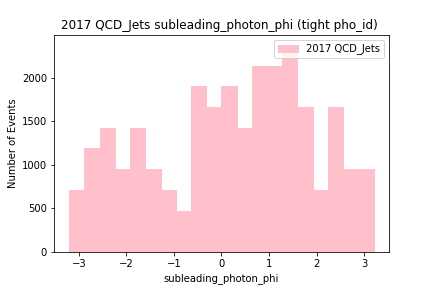 2017 QCD_Jets subleading_photon_phi (tight pho_id)
2017 QCD_Jets
Number of Events
2000
1500
1000
500
0
−3 −2 −1 0 1 2 3
subleading_photon_phi